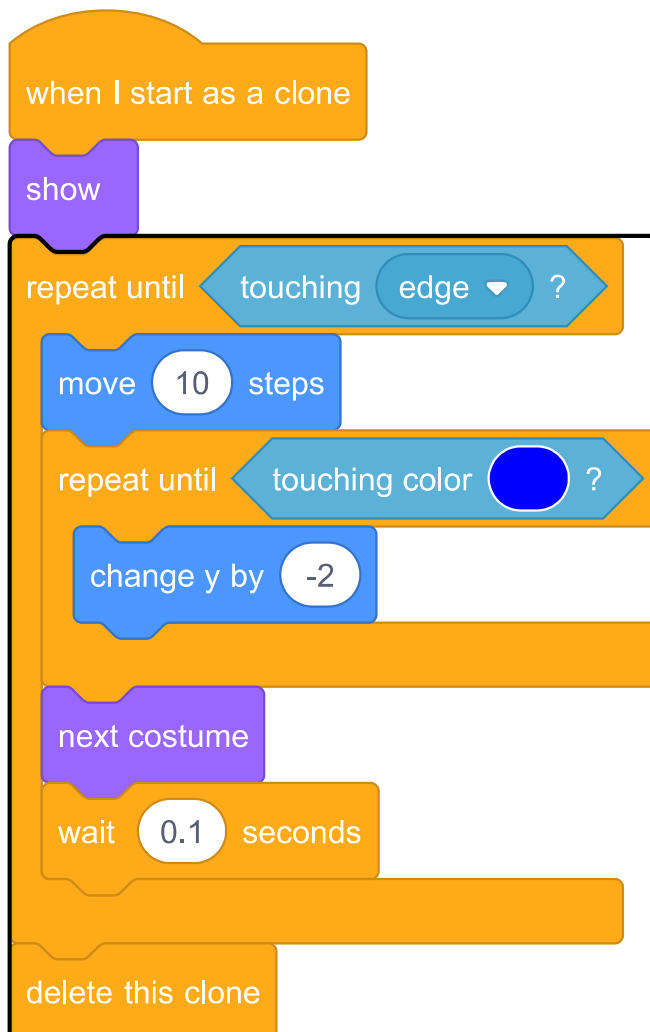 when I start as a clone
show
repeat until touching edge ?
move 10 steps
repeat until touching color ?
change y by -2
next costume
wait 0.1 seconds
delete this clone